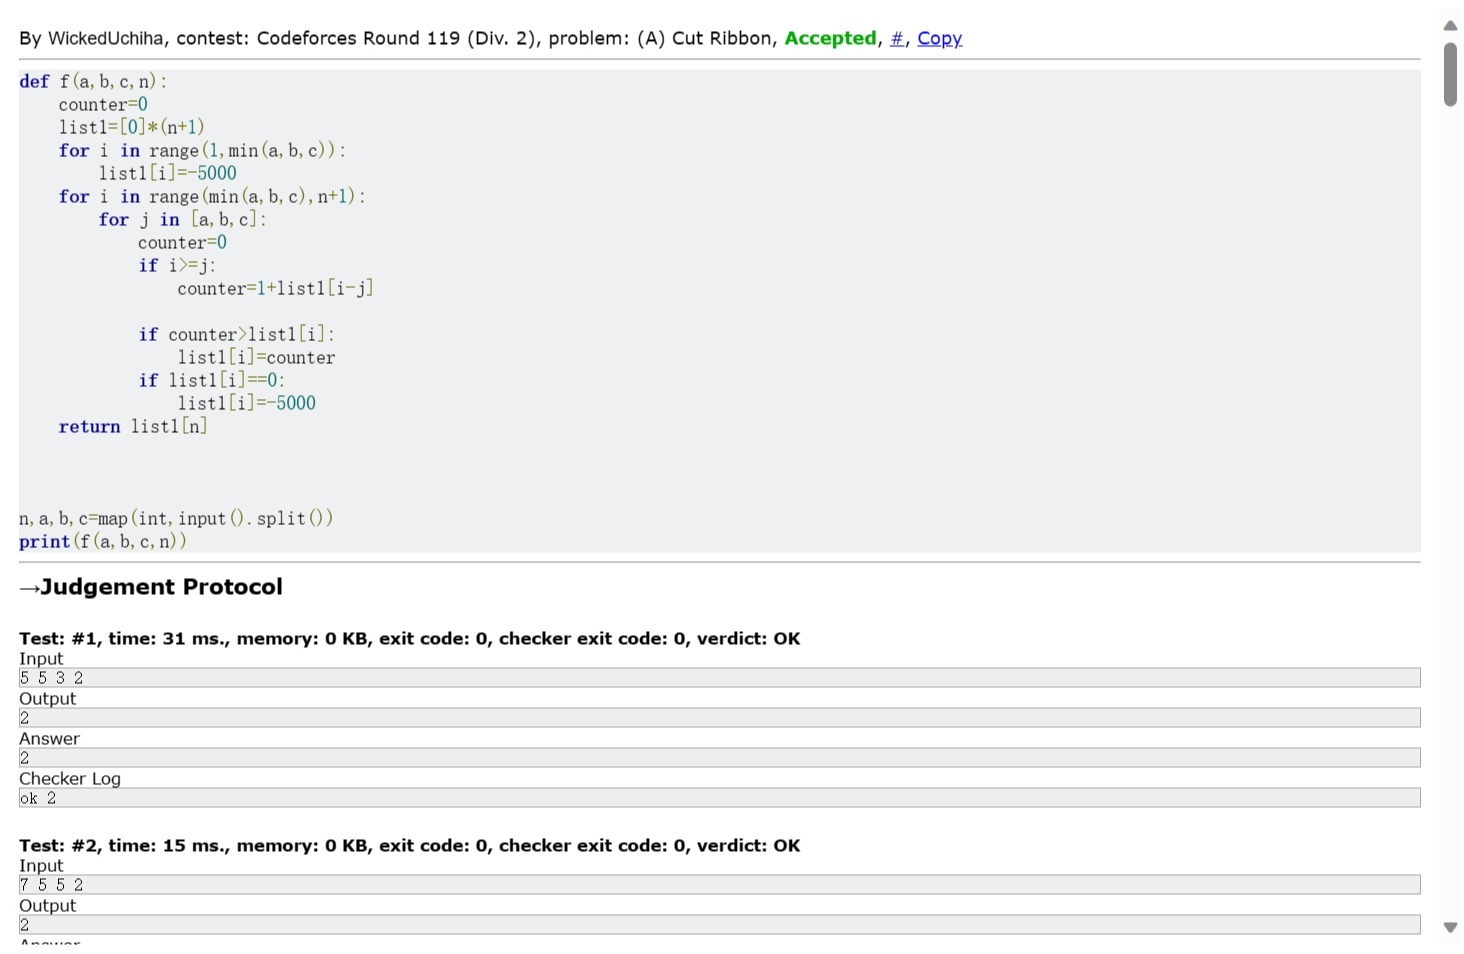 By WickedUchiha, contest: Codeforces Round 119 (Div. 2), problem: (A) Cut Ribbon, Accepted, #, Copy
def f(a,b,c,n):
    counter=0
    list1=[0]*(n+1)
    for i in range(1,min(a,b,c)):
        list1[i]=-5000
    for i in range(min(a,b,c),n+1):
        for j in [a,b,c]:
            counter=0
            if i>=j:
                counter=1+list1[i-j]
            if counter>list1[i]:
                list1[i]=counter
            if list1[i]==0:
                list1[i]=-5000
    return list1[n]
n,a,b,c=map(int,input().split())
print(f(a,b,c,n))
→Judgement Protocol
Test: #1, time: 31 ms., memory: 0 KB, exit code: 0, checker exit code: 0, verdict: OK
Input
5 5 3 2
Output
2
Answer
2
Checker Log
ok 2
Test: #2, time: 15 ms., memory: 0 KB, exit code: 0, checker exit code: 0, verdict: OK
Input
7 5 5 2
Output
2